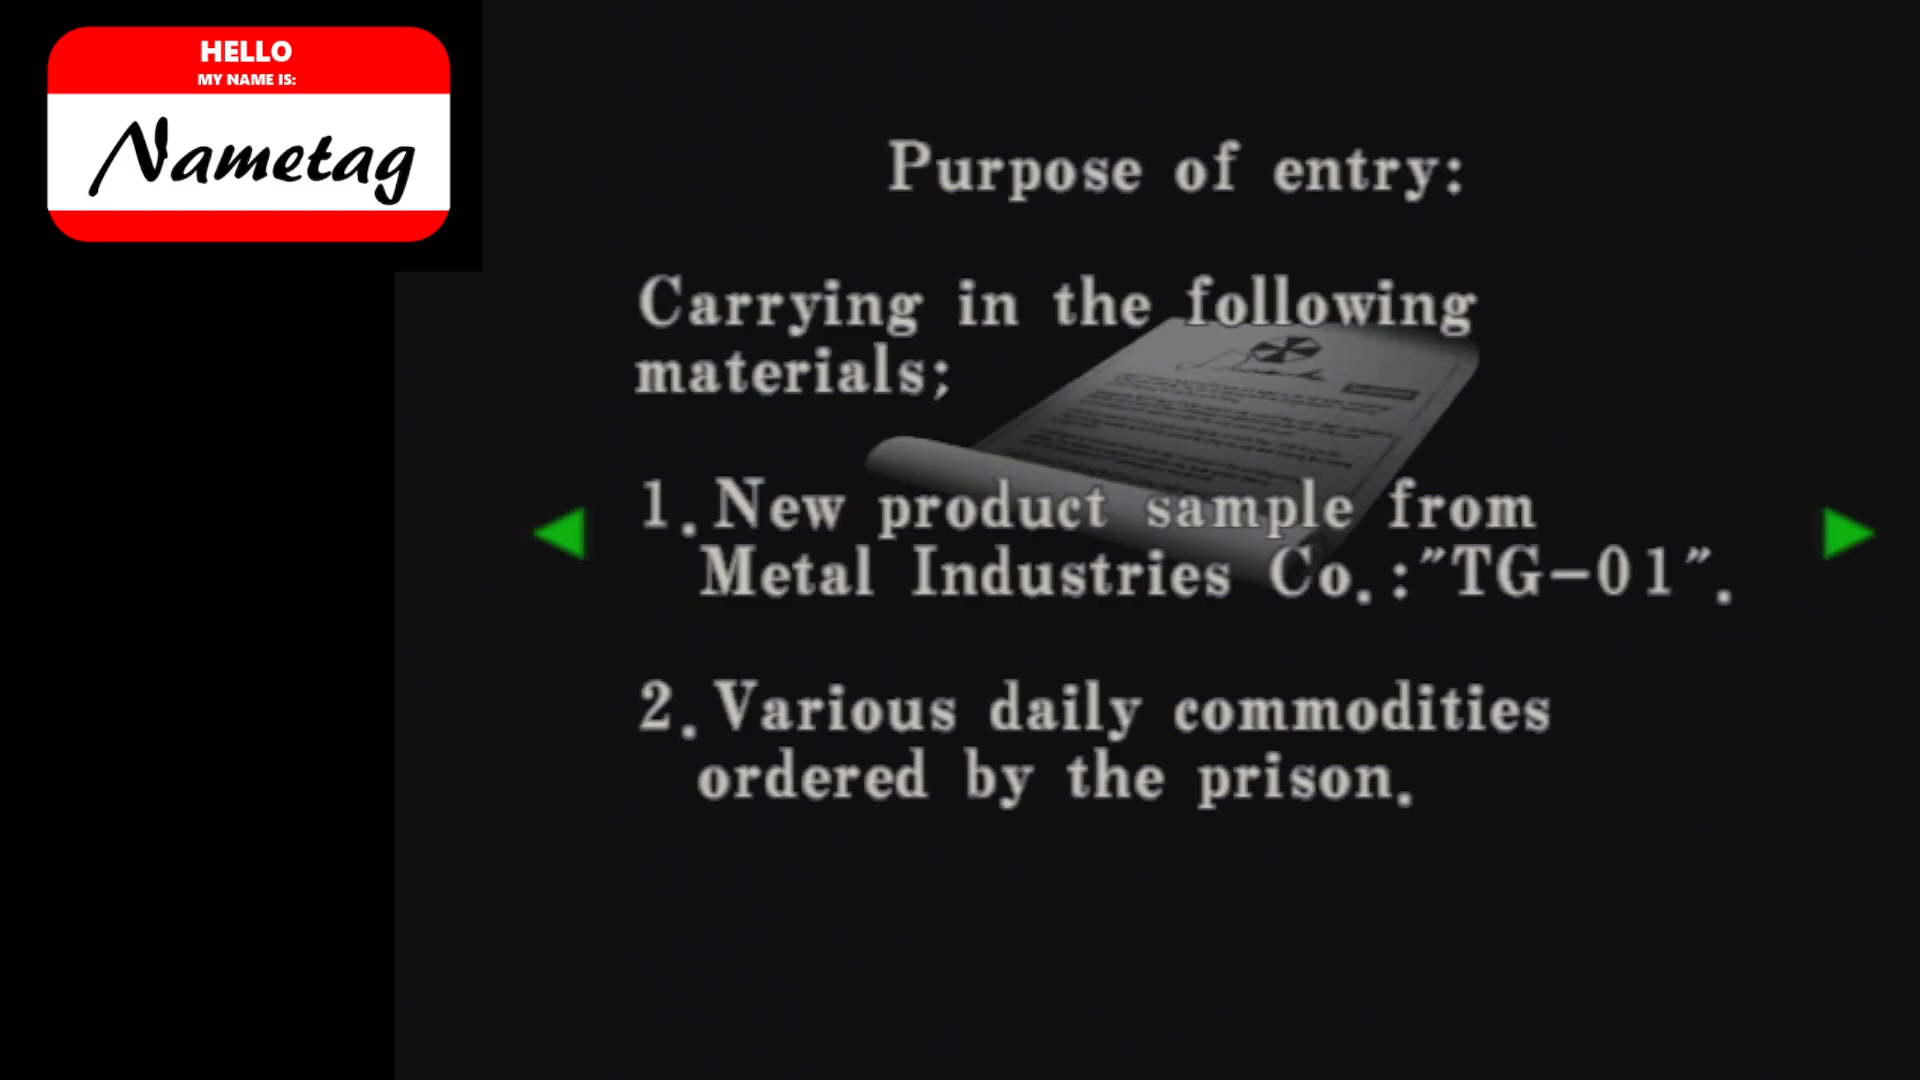 HELLO
MY NAME IS:
Nametag
Purpose of entry:
Carrying in the following
materials;
1.New product sample from
Metal Industries Co.:"TG-01".
2.Various daily commodities
ordered by the prison.